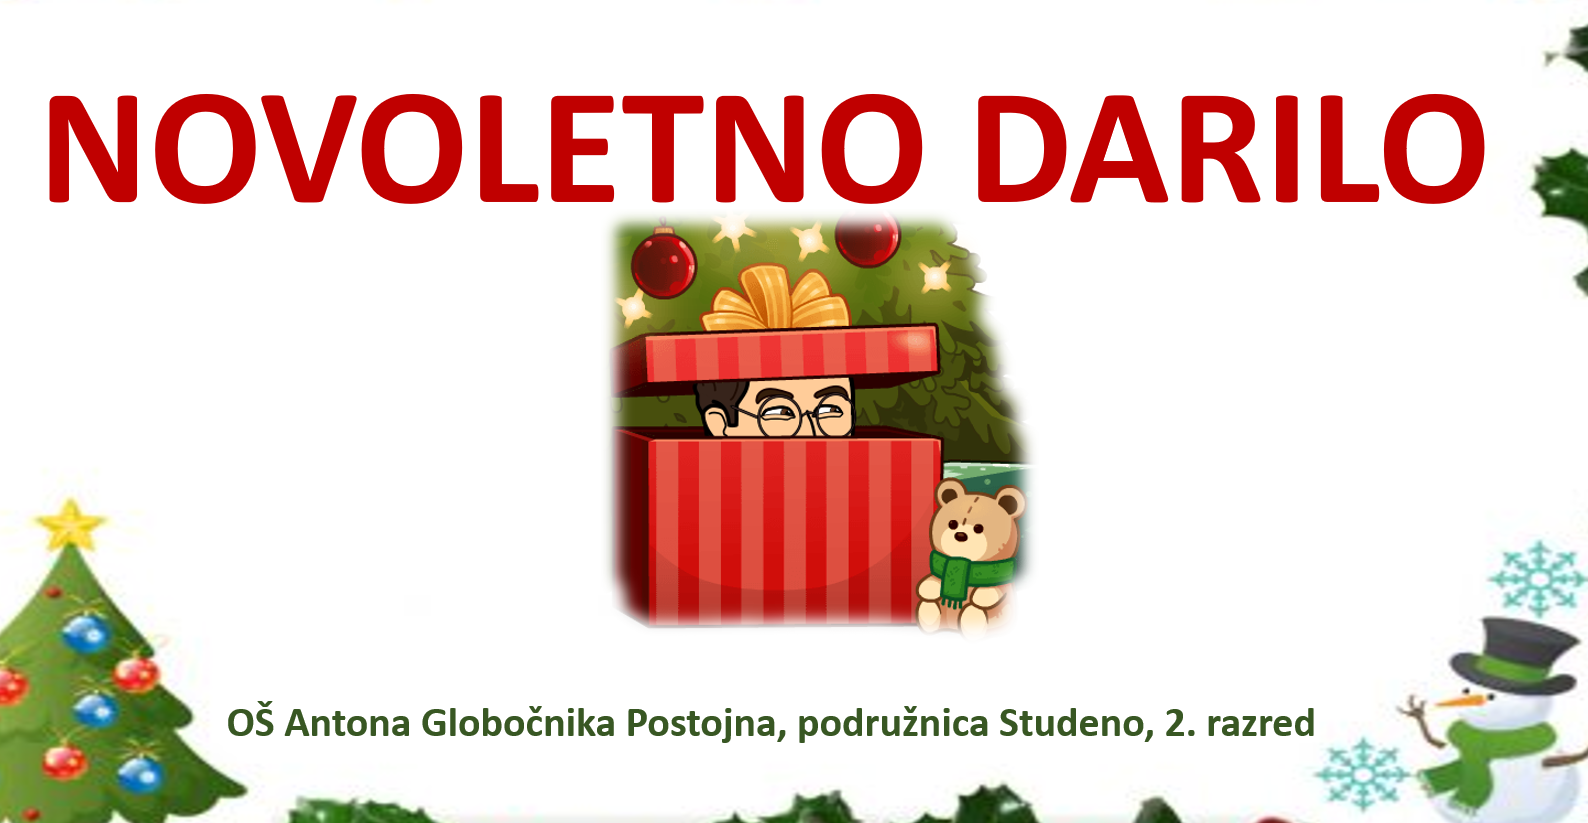 NOVOLETNO DARILO
OŠ Antona Globočnika Postojna, podružnica Studeno, 2. razred